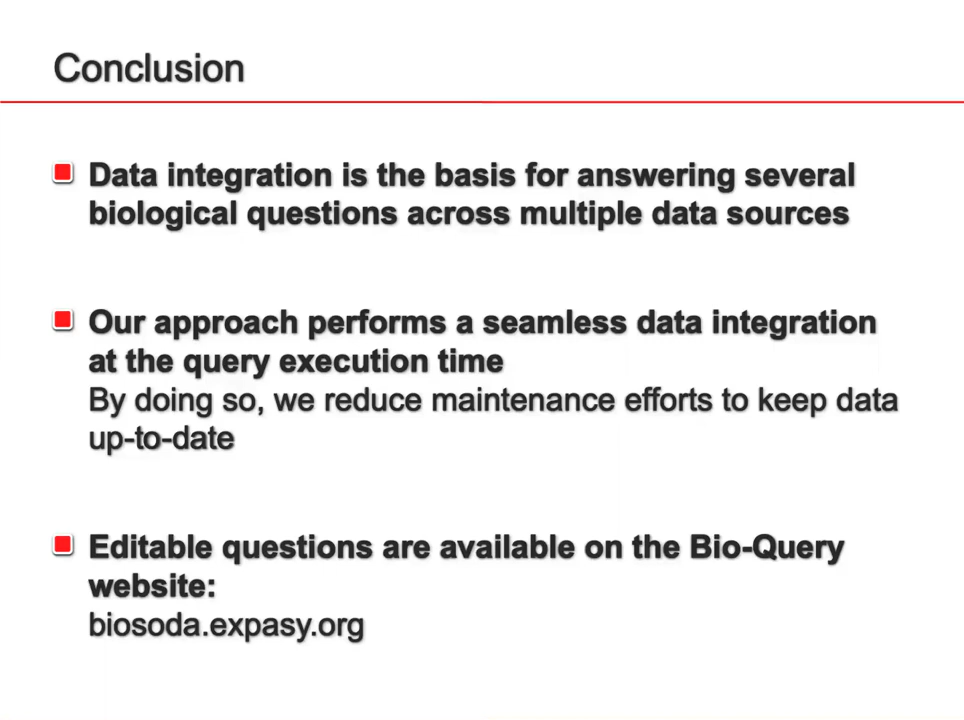 Conclusion
Data integration is the basis for answering several
biological questions across multiple data sources
Our approach performs a seamless data integration
at the query execution time
By doing so, we reduce maintenance efforts to keep data
up-to-date
Editable questions are available on the Bio-Query
website:
biosoda.expasy.org